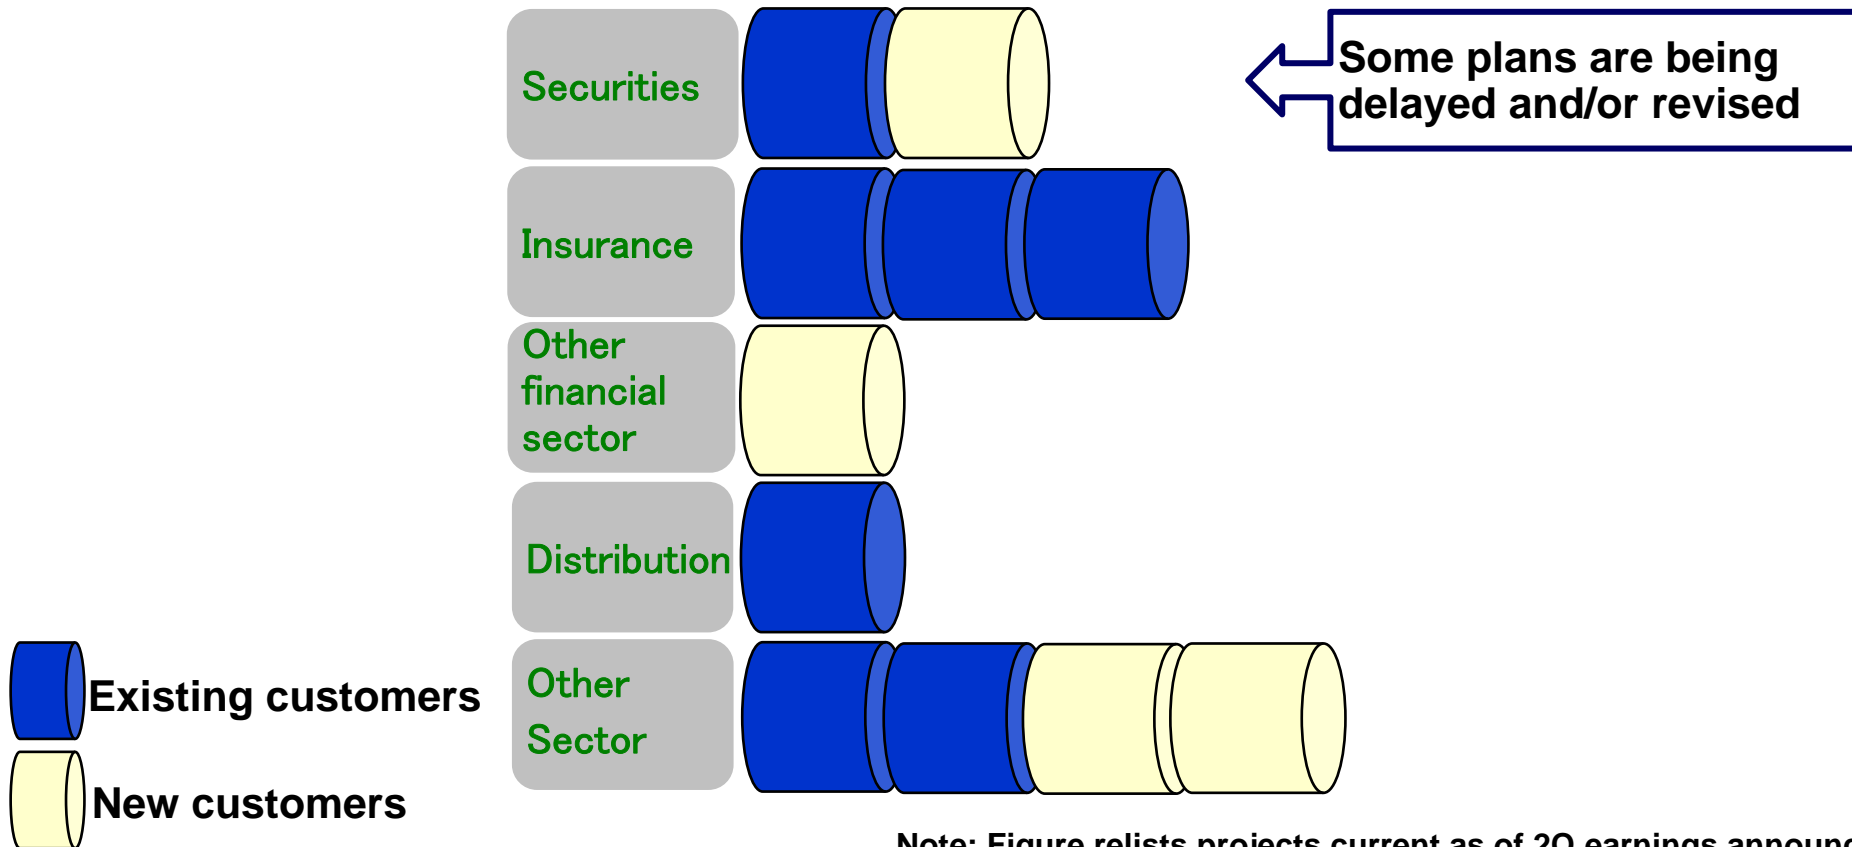 Securities
Some plans are being
delayed and/or revised
Insurance
Other
financial
sector
Distribution
Other
Sector
Existing customers
New customers
Note: Figure relists projects current as of 2Q earnings